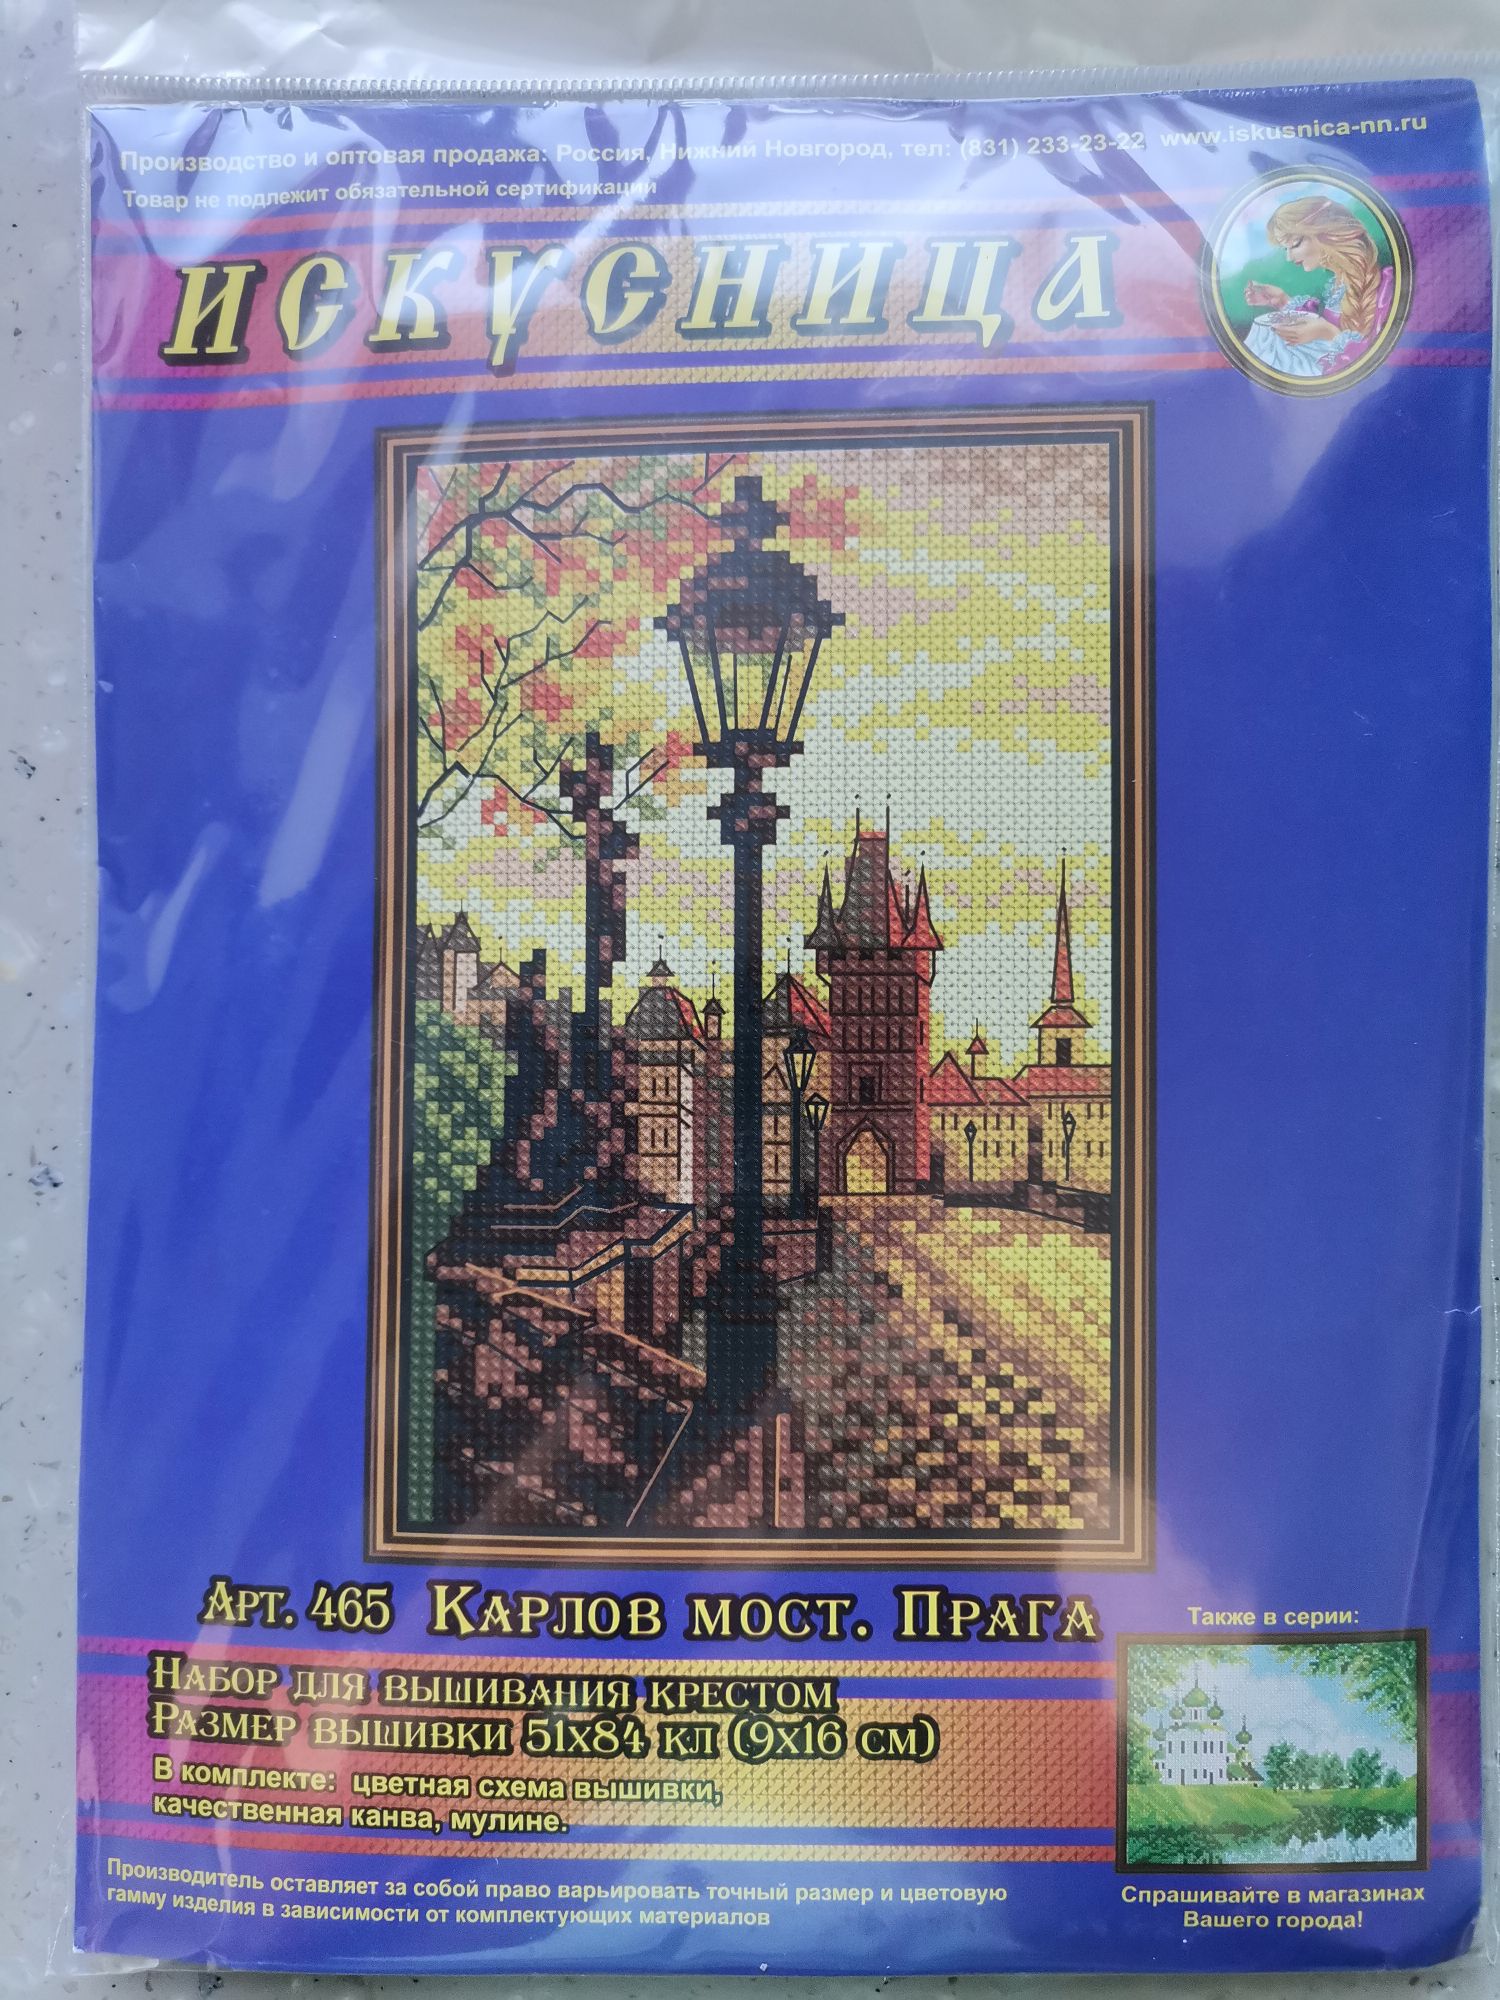 Производство и оптовая продажа: Россия, Нижний Новгород, тел: (831) 233-23-22 www.iskusnica-nn.ru
Товар не подлежит обязательной сертификации
ИСКУСНИЦА
Арт. 465 Карлов мост. Прага
Набор для вышивания крестом
Размер вышивки 51х84 кл (9х16 см)
В комплекте: цветная схема вышивки,
качественная канва, мулине.
Также в серии:
Производитель оставляет за собой право варьировать точный размер и цветовую
гамму изделия в зависимости от комплектующих материалов
Спрашивайте в магазинах
Вашего города!